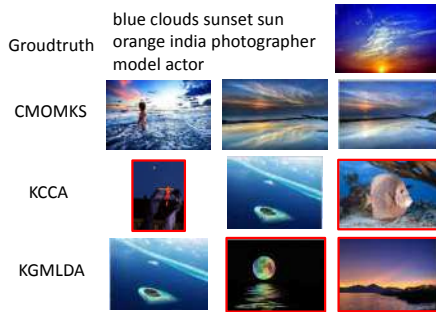 Groudtruth
blue clouds sunset sun
orange india photographer
model actor
CMOMKS
KCCA
KGMLDA